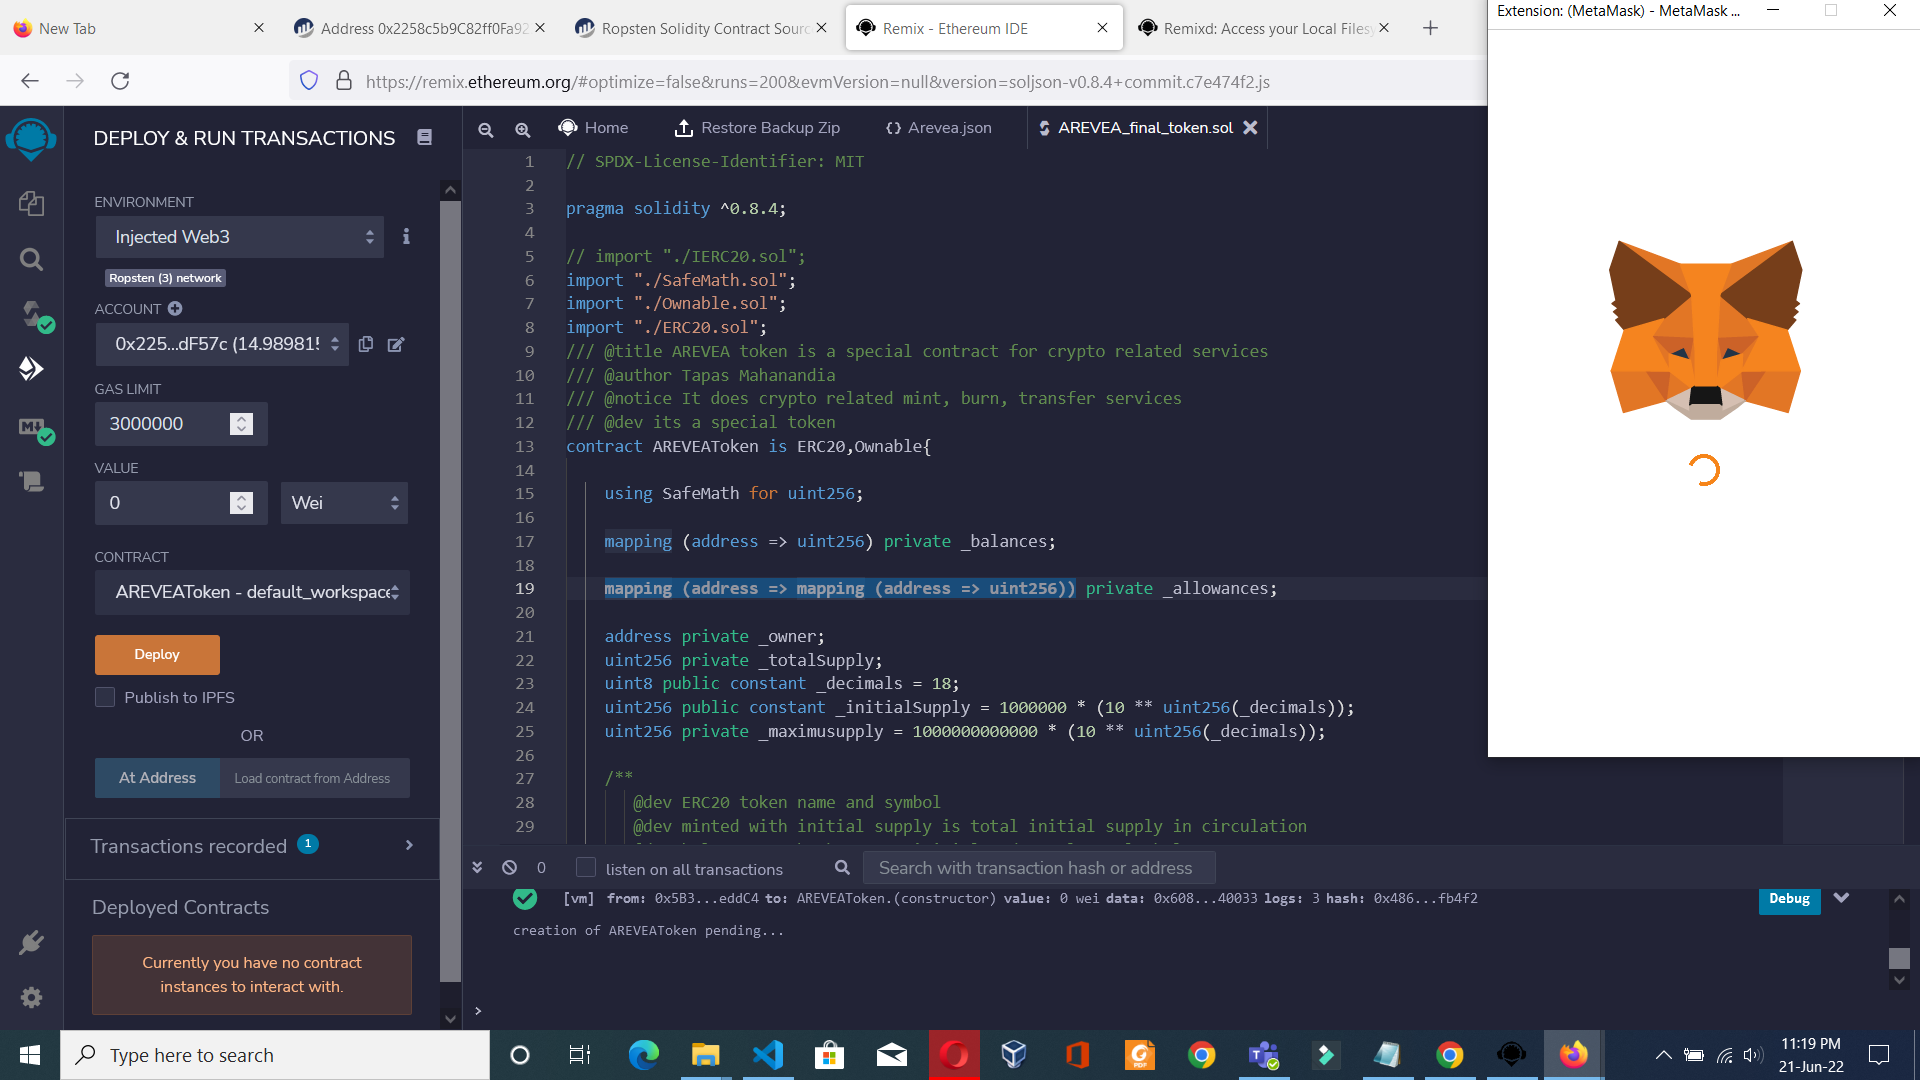 New Tab
Address 0x2258c5b9C82ff0Fa92
Ropsten Solidity Contract Sourc
Remix - Ethereum IDE
Remixd: Access your Local Filesy
Extension: (MetaMask) - MetaMask ...
https://remix.ethereum.org/#optimize=false&runs=200&evmVersion=null&version=soljson-v0.8.4+commit.c7e474f2.js
DEPLOY & RUN TRANSACTIONS
ENVIRONMENT
Injected Web3
Ropsten (3) network
ACCOUNT
0x225...dF57c (14.989815
GAS LIMIT
3000000
VALUE
0
Wei
CONTRACT
AREVEAToken - default_workspace
Deploy
Publish to IPFS
OR
At Address
Load contract from Address
Transactions recorded 1
Deployed Contracts
Currently you have no contract
instances to interact with.
Home
Restore Backup Zip
{} Arevea.json
AREVEA_final_token.sol
1 // SPDX-License-Identifier: MIT
2
3 pragma solidity ^0.8.4;
4
5 // import "./IERC20.sol";
6 import "./SafeMath.sol";
7 import "./Ownable.sol";
8 import "./ERC20.sol";
9 /// @title AREVEA token is a special contract for crypto related services
10 /// @author Tapas Mahanandia
11 /// @notice It does crypto related mint, burn, transfer services
12 /// @dev its a special token
13 contract AREVEAToken is ERC20,Ownable{
14
15 using SafeMath for uint256;
16
17 mapping (address => uint256) private _balances;
18
19 mapping (address => mapping (address => uint256)) private _allowances;
20
21 address private _owner;
22 uint256 private _totalSupply;
23 uint8 public constant _decimals = 18;
24 uint256 public constant _initialSupply = 1000000 * (10 ** uint256(_decimals));
25 uint256 private _maximusupply = 1000000000000 * (10 ** uint256(_decimals));
26
27 /**
28 @dev ERC20 token name and symbol
29 @dev minted with initial supply is total initial supply in circulation
0
listen on all transactions
Search with transaction hash or address
[vm] from: 0x5B3...eddC4 to: AREVEAToken.(constructor) value: 0 wei data: 0x608...40033 logs: 3 hash: 0x486...fb4f2
Debug
creation of AREVEAToken pending...
>
Type here to search
11:19 PM
21-Jun-22